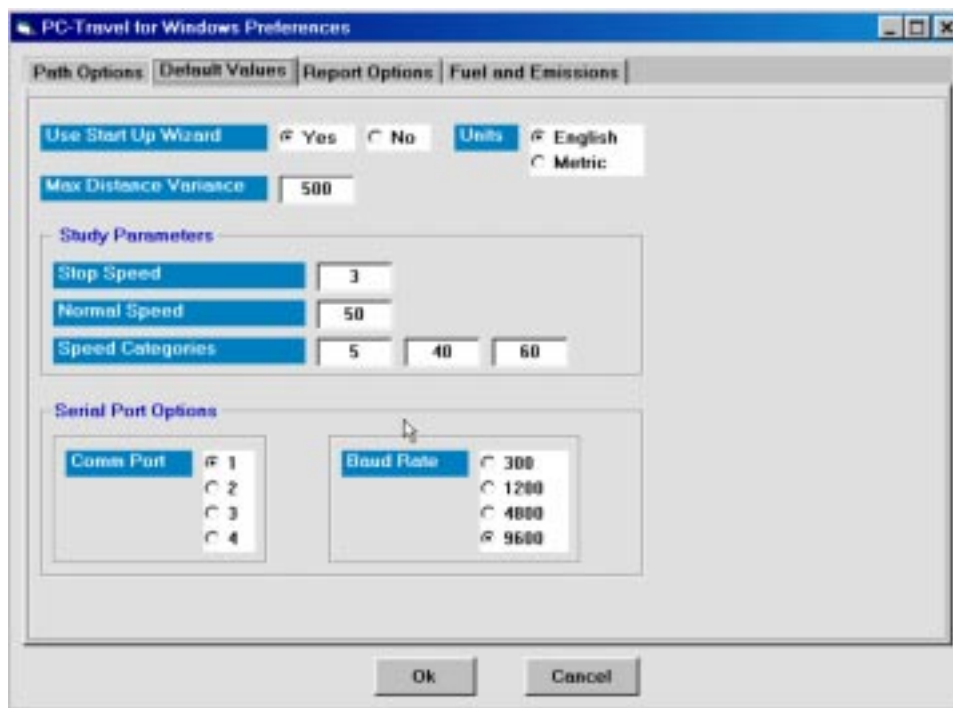 PC-Travel for Windows Preferences
Path Options Default Values Report Options Fuel and Emissions
Use Start Up Wizard Yes No Units English
Metric
Max Distance Variance 500
Study Parameters
Stop Speed 3
Normal Speed 50
Speed Categories 5 40 60
Serial Port Options
Comm Port 1 Baud Rate 300
2 1200
3 4800
4 9600
Ok Cancel